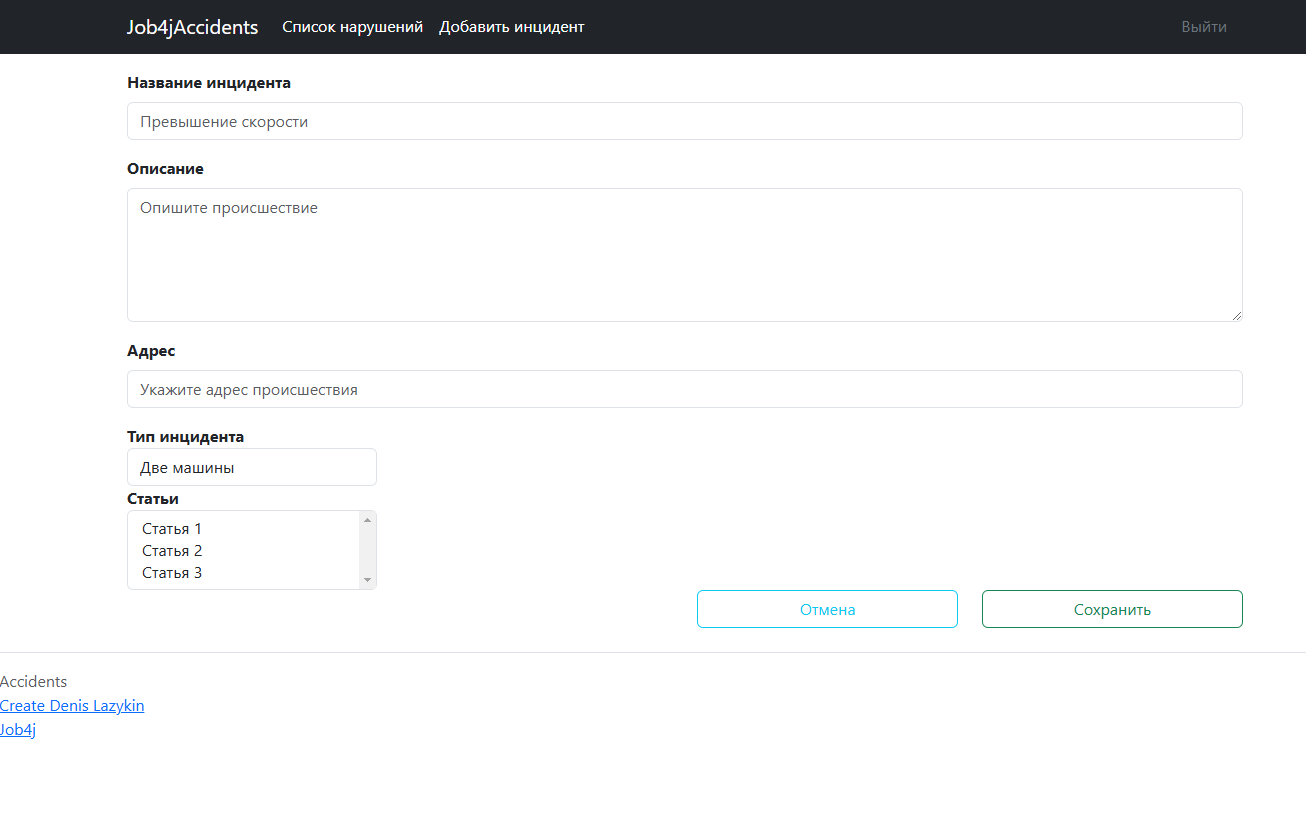 Job4jAccidents Список нарушений Добавить инцидент Выйти
Название инцидента
Превышение скорости
Описание
Опишите происшествие
Адрес
Укажите адрес происшествия
Тип инцидента
Две машины
Статьи
Статья 1
Статья 2
Статья 3
Отмена Сохранить
Accidents
Create Denis Lazykin
Job4j